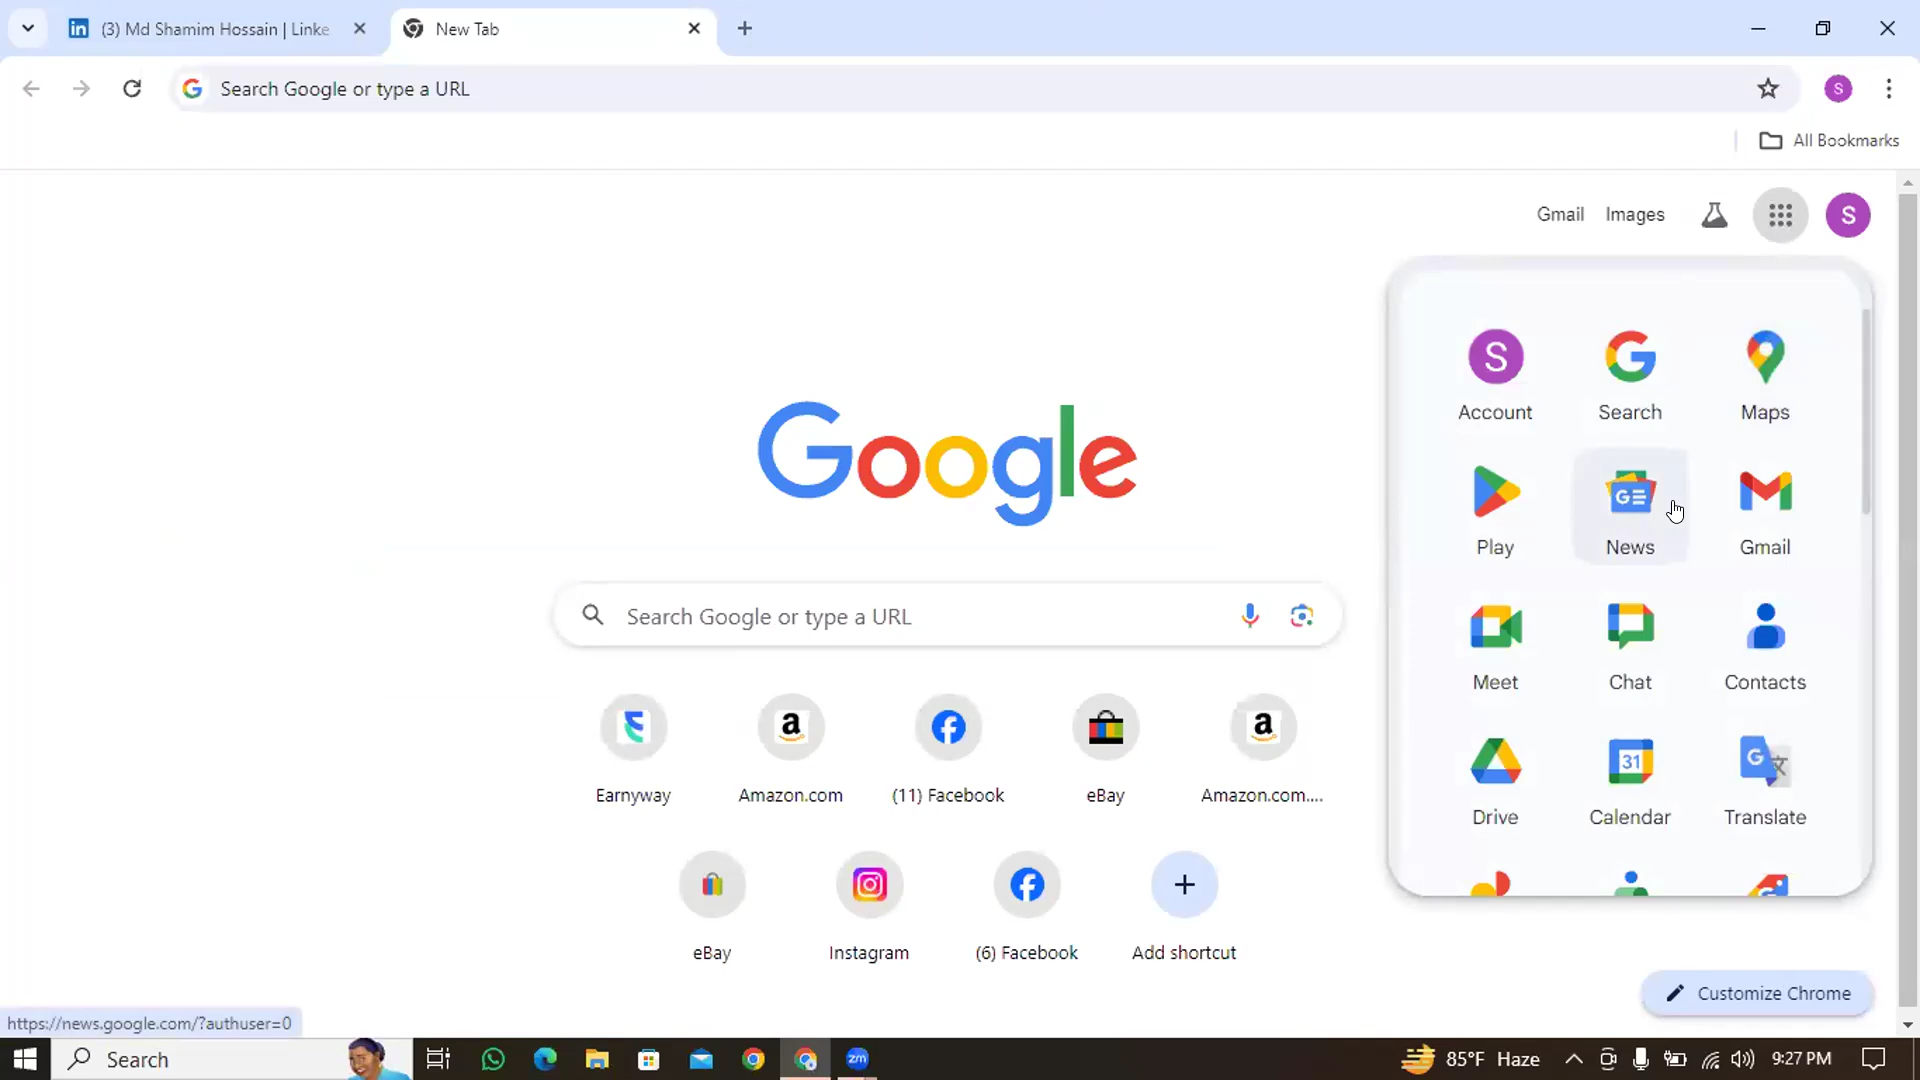 (3) Md Shamim Hossain | Linke
New Tab
Search Google or type a URL
S
All Bookmarks
Gmail
Images
S
S
Account
Search
Maps
Google
Play
News
Gmail
Search Google or type a URL
Meet
Chat
Contacts
31
Drive
Calendar
Translate
Earnyway
Amazon.com
(11) Facebook
eBay
Amazon.com....
eBay
Instagram
(6) Facebook
Add shortcut
Customize Chrome
https://news.google.com/?authuser=0
Search
zm
85°F Haze
9:27 PM